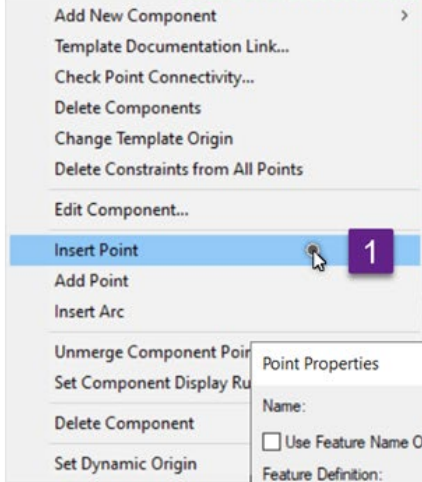 Add New Component
Template Documentation Link...
Check Point Connectivity...
Delete Components
Change Template Origin
Delete Constraints from All Points
Edit Component...
Insert Point
1
Add Point
Insert Arc
Unmerge Component Poir
Set Component Display Ru
Delete Component
Set Dynamic Origin
Point Properties
Name:
Use Feature Name O
Feature Definition: